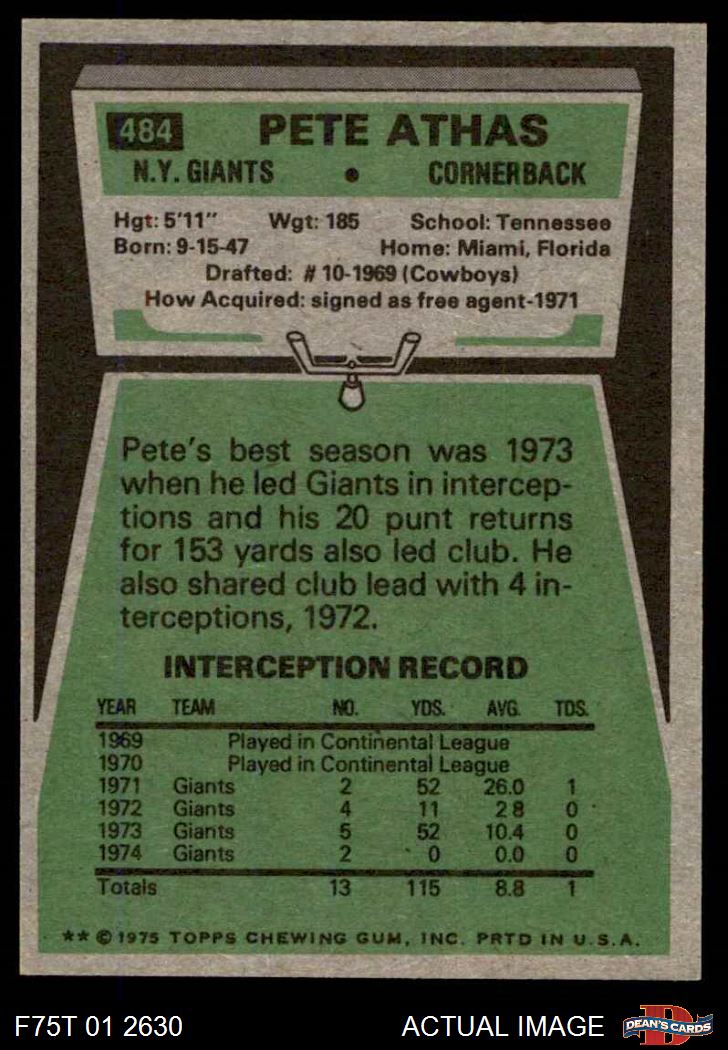 484 PETE ATHAS
N.Y. GIANTS • CORNERBACK
Hgt: 5'11" Wgt: 185 School: Tennessee
Born: 9-15-47 Home: Miami, Florida
Drafted: # 10-1969 (Cowboys)
How Acquired: signed as free agent-1971
Pete's best season was 1973
when he led Giants in intercep-
tions and his 20 punt returns
for 153 yards also led club. He
also shared club lead with 4 in-
terceptions, 1972.
INTERCEPTION RECORD
YEAR TEAM NO. YDS. AVG. TDS.
1969 Played in Continental League
1970 Played in Continental League
1971 Giants 2 52 26.0 1
1972 Giants 4 11 2 8 0
1973 Giants 5 52 10.4 0
1974 Giants 2 0 0.0 0
Totals 13 115 8.8 1
** © 1975 TOPPS CHEWING GUM, INC. PRTD IN U.S.A.
F75T 01 2630 ACTUAL IMAGE D DEAN'S CARDS